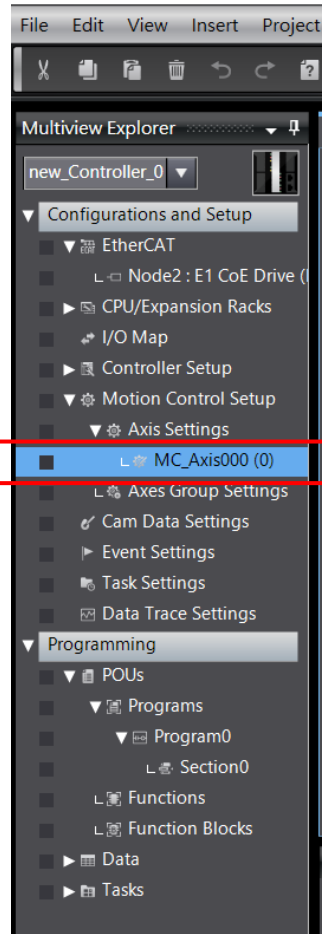 File Edit View Insert Project
Multiview Explorer
new_Controller_0
Configurations and Setup
EtherCAT
Node2 : E1 CoE Drive (
CPU/Expansion Racks
I/O Map
Controller Setup
Motion Control Setup
Axis Settings
MC_Axis000 (0)
Axes Group Settings
Cam Data Settings
Event Settings
Task Settings
Data Trace Settings
Programming
POUs
Programs
Program0
Section0
Functions
Function Blocks
Data
Tasks